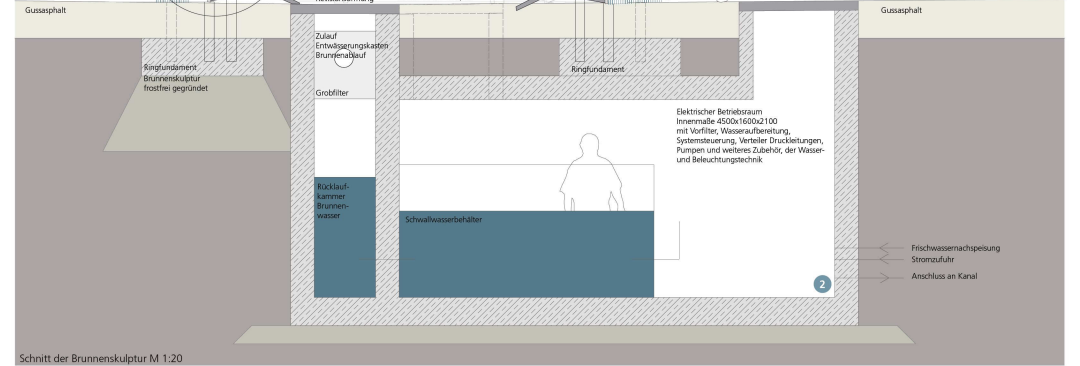 Gussasphalt
Gussasphalt
Zulauf
Entwässerungskasten
Brunnenablauf
Ringfundament
Brunnenskulptur
frostfrei gegründet
Ringfundament
Grobfilter
Elektrischer Betriebsraum
Innenmaße 4500x1600x2100
mit Vorfilter, Wasseraufbereitung,
Systemsteuerung, Verteiler Druckleitungen,
Pumpen und weiteres Zubehör, der Wasser-
und Beleuchtungstechnik
Rücklauf-
kammer
Brunnen-
wasser
Schwallwasserbehälter
Frischwassernachspeisung
Stromzufuhr
Anschluss an Kanal
2
Schnitt der Brunnenskulptur M 1:20